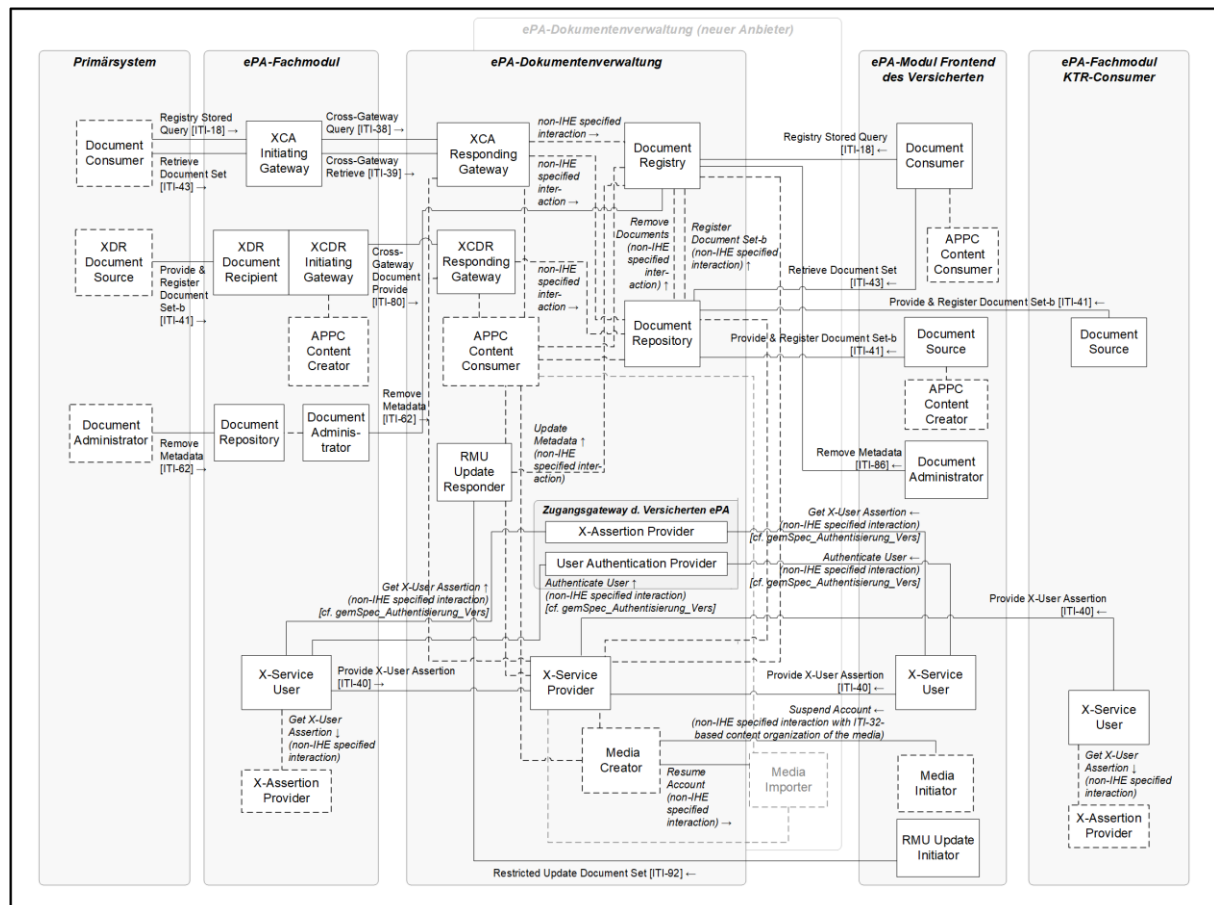 ePA-Dokumentenverwaltung (neuer Anbieter)
Primärsystem
ePA-Fachmodul
ePA-Dokumentenverwaltung
ePA-Modul Frontend
des Versicherten
ePA-Fachmodul
KTR-Consumer
Document
Consumer
Registry Stored
Query [ITI-18] →
Retrieve
Document Set
[ITI-43] →
XCA
Initiating
Gateway
Cross-Gateway
Query [ITI-38] →
Cross-Gateway
Retrieve [ITI-39] →
XCA
Responding
Gateway
non-IHE specified
interaction →
non-IHE
specified
inter-
action →
Document
Registry
Registry Stored Query
[ITI-18] ←
Document
Consumer
APPC
Content
Consumer
XDR
Document
Source
Provide &
Register
Document
Set-b
[ITI-41] →
XDR
Document
Recipient
XCDR
Initiating
Gateway
Cross-
Gateway
Document
Provide
[ITI-80] →
XCDR
Responding
Gateway
non-IHE
specified
inter-
action →
Remove
Documents
(non-IHE
specified
inter-
action) ↑
Register
Document Set-b
(non-IHE specified
interaction) ↑
Retrieve Document Set
[ITI-43] ←
Provide & Register Document Set-b [ITI-41] ←
APPC
Content
Creator
APPC
Content
Consumer
Document
Repository
Provide & Register Document Set-b
[ITI-41] ←
Document
Source
Document
Source
APPC
Content
Creator
Document
Administrator
Remove
Metadata
[ITI-62] →
Document
Repository
Document
Adminis-
trator
Remove
Metadata
[ITI-62] →
RMU
Update
Responder
Update
Metadata ↑
(non-IHE
specified inter-
action)
Remove Metadata
[ITI-86] ←
Document
Administrator
Zugangsgateway d. Versicherten ePA
X-Assertion Provider
User Authentication Provider
Get X-User Assertion ←
(non-IHE specified interaction)
[cf. gemSpec_Authentisierung_Vers]
Authenticate User ←
(non-IHE specified interaction)
[cf. gemSpec_Authentisierung_Vers]
Get X-User Assertion ↑
(non-IHE specified interaction)
[cf. gemSpec_Authentisierung_Vers]
Authenticate User ↑
(non-IHE specified interaction)
[cf. gemSpec_Authentisierung_Vers]
Provide X-User Assertion
[ITI-40] ←
X-Service
User
Provide X-User Assertion
[ITI-40] →
X-Service
Provider
Provide X-User Assertion
[ITI-40] ←
X-Service
User
X-Service
User
Get X-User
Assertion ↓
(non-IHE specified
interaction)
X-Assertion
Provider
Suspend Account ←
(non-IHE specified interaction with ITI-32-
based content organization of the media)
Media
Creator
Resume
Account
(non-IHE
specified
interaction) →
Media
Importer
Media
Initiator
Get X-User
Assertion ↓
(non-IHE specified
interaction)
X-Assertion
Provider
RMU Update
Initiator
Restricted Update Document Set [ITI-92] ←